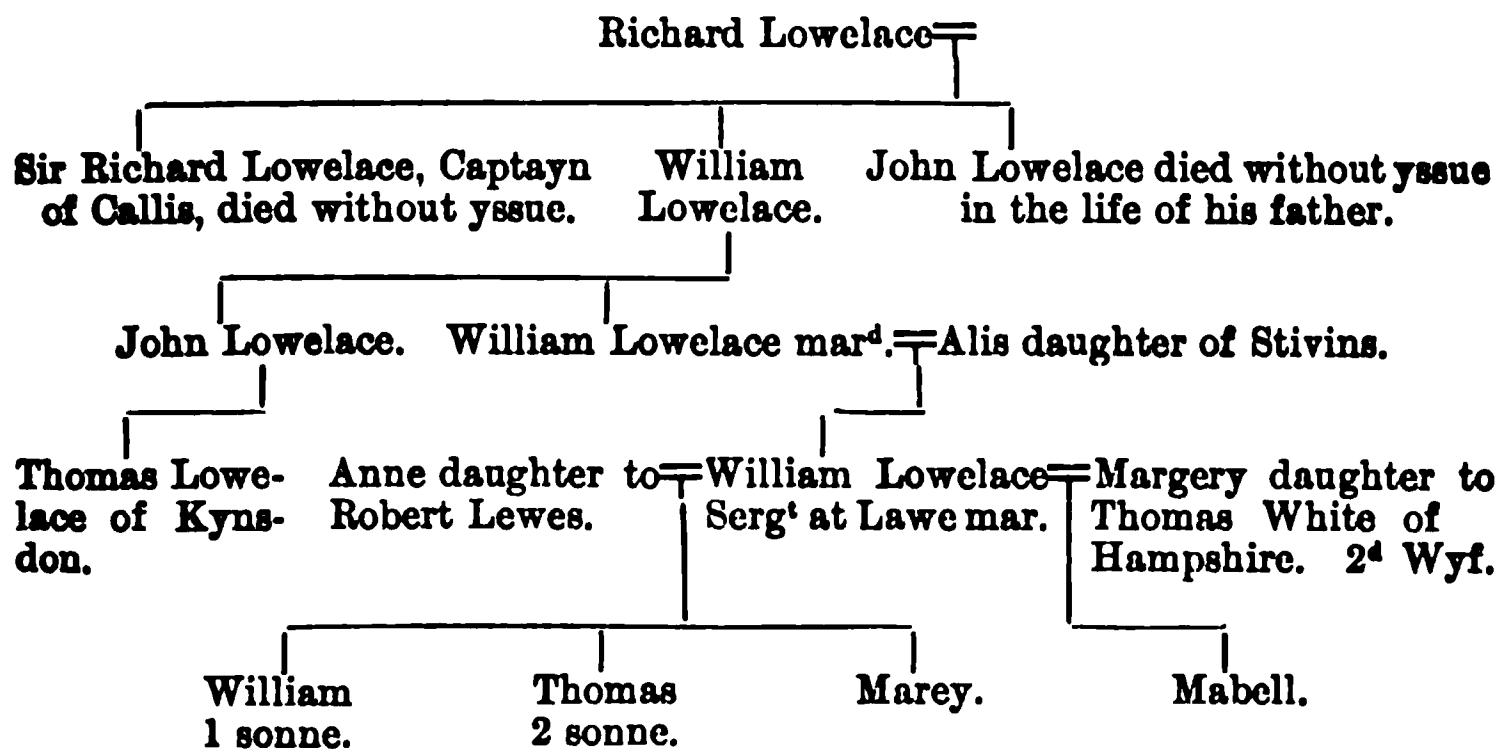 Richard Lowelace
Sir Richard Lowelace, Captayn
of Callis, died without yssue.
William
Lowelace.
John Lowelace died without yssue
in the life of his father.
John Lowelace.
William Lowelace marᵈ.
Alis daughter of Stivins.
Thomas Lowe-
lace of Kyns-
don.
Anne daughter to
Robert Lewes.
William Lowelace
Sergᵗ at Lawe mar.
Margery daughter to
Thomas White of
Hampshire. 2ᵈ Wyf.
William
1 sonne.
Thomas
2 sonne.
Marey.
Mabell.